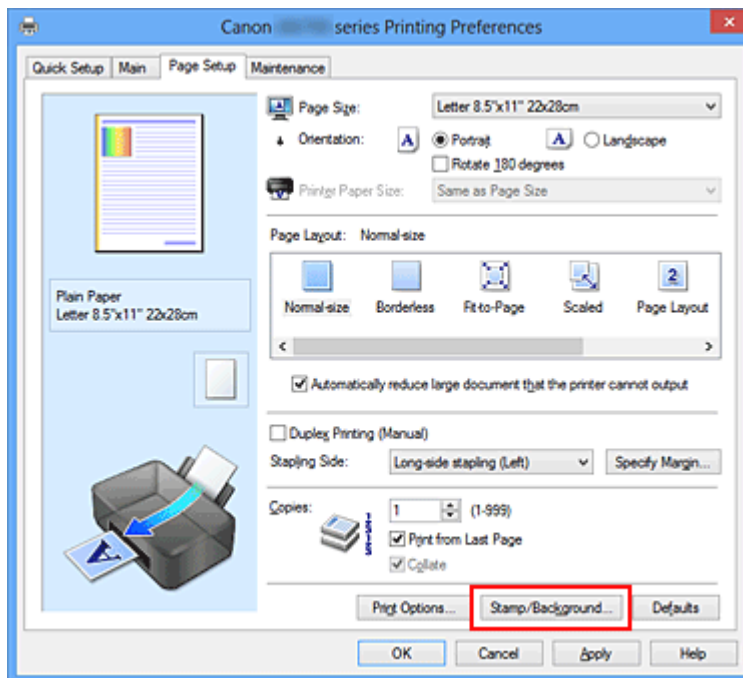 Canon series Printing Preferences
Quick Setup Main Page Setup Maintenance
Page Size: Letter 8.5"x11" 22x28cm
Orientation: A Portrait A Landscape
Rotate 180 degrees
Printer Paper Size: Same as Page Size
Page Layout: Normal-size
2
Normal-size Borderless Fit-to-Page Scaled Page Layout
Plain Paper
Letter 8.5"x11" 22x28cm
Automatically reduce large document that the printer cannot output
Duplex Printing (Manual)
Stapling Side: Long-side stapling (Left) Specify Margin...
Copies: 1 (1-999)
Print from Last Page
Collate
A
Print Options... Stamp/Background... Defaults
OK Cancel Apply Help